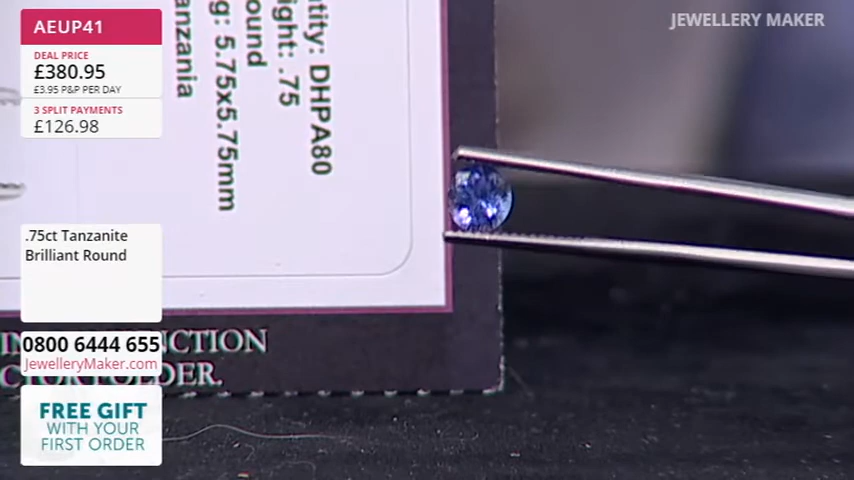 AEUP41
DEAL PRICE
£380.95
£3.95 P&P PER DAY
3 SPLIT PAYMENTS
£126.98
.75ct Tanzanite
Brilliant Round
0800 6444 655
JewelleryMaker.com
FREE GIFT
WITH YOUR
FIRST ORDER
JEWELLERY MAKER
tity: DHPA80
ight: .75
ound
g: 5.75x5.75mm
anzania
CTION
DER.